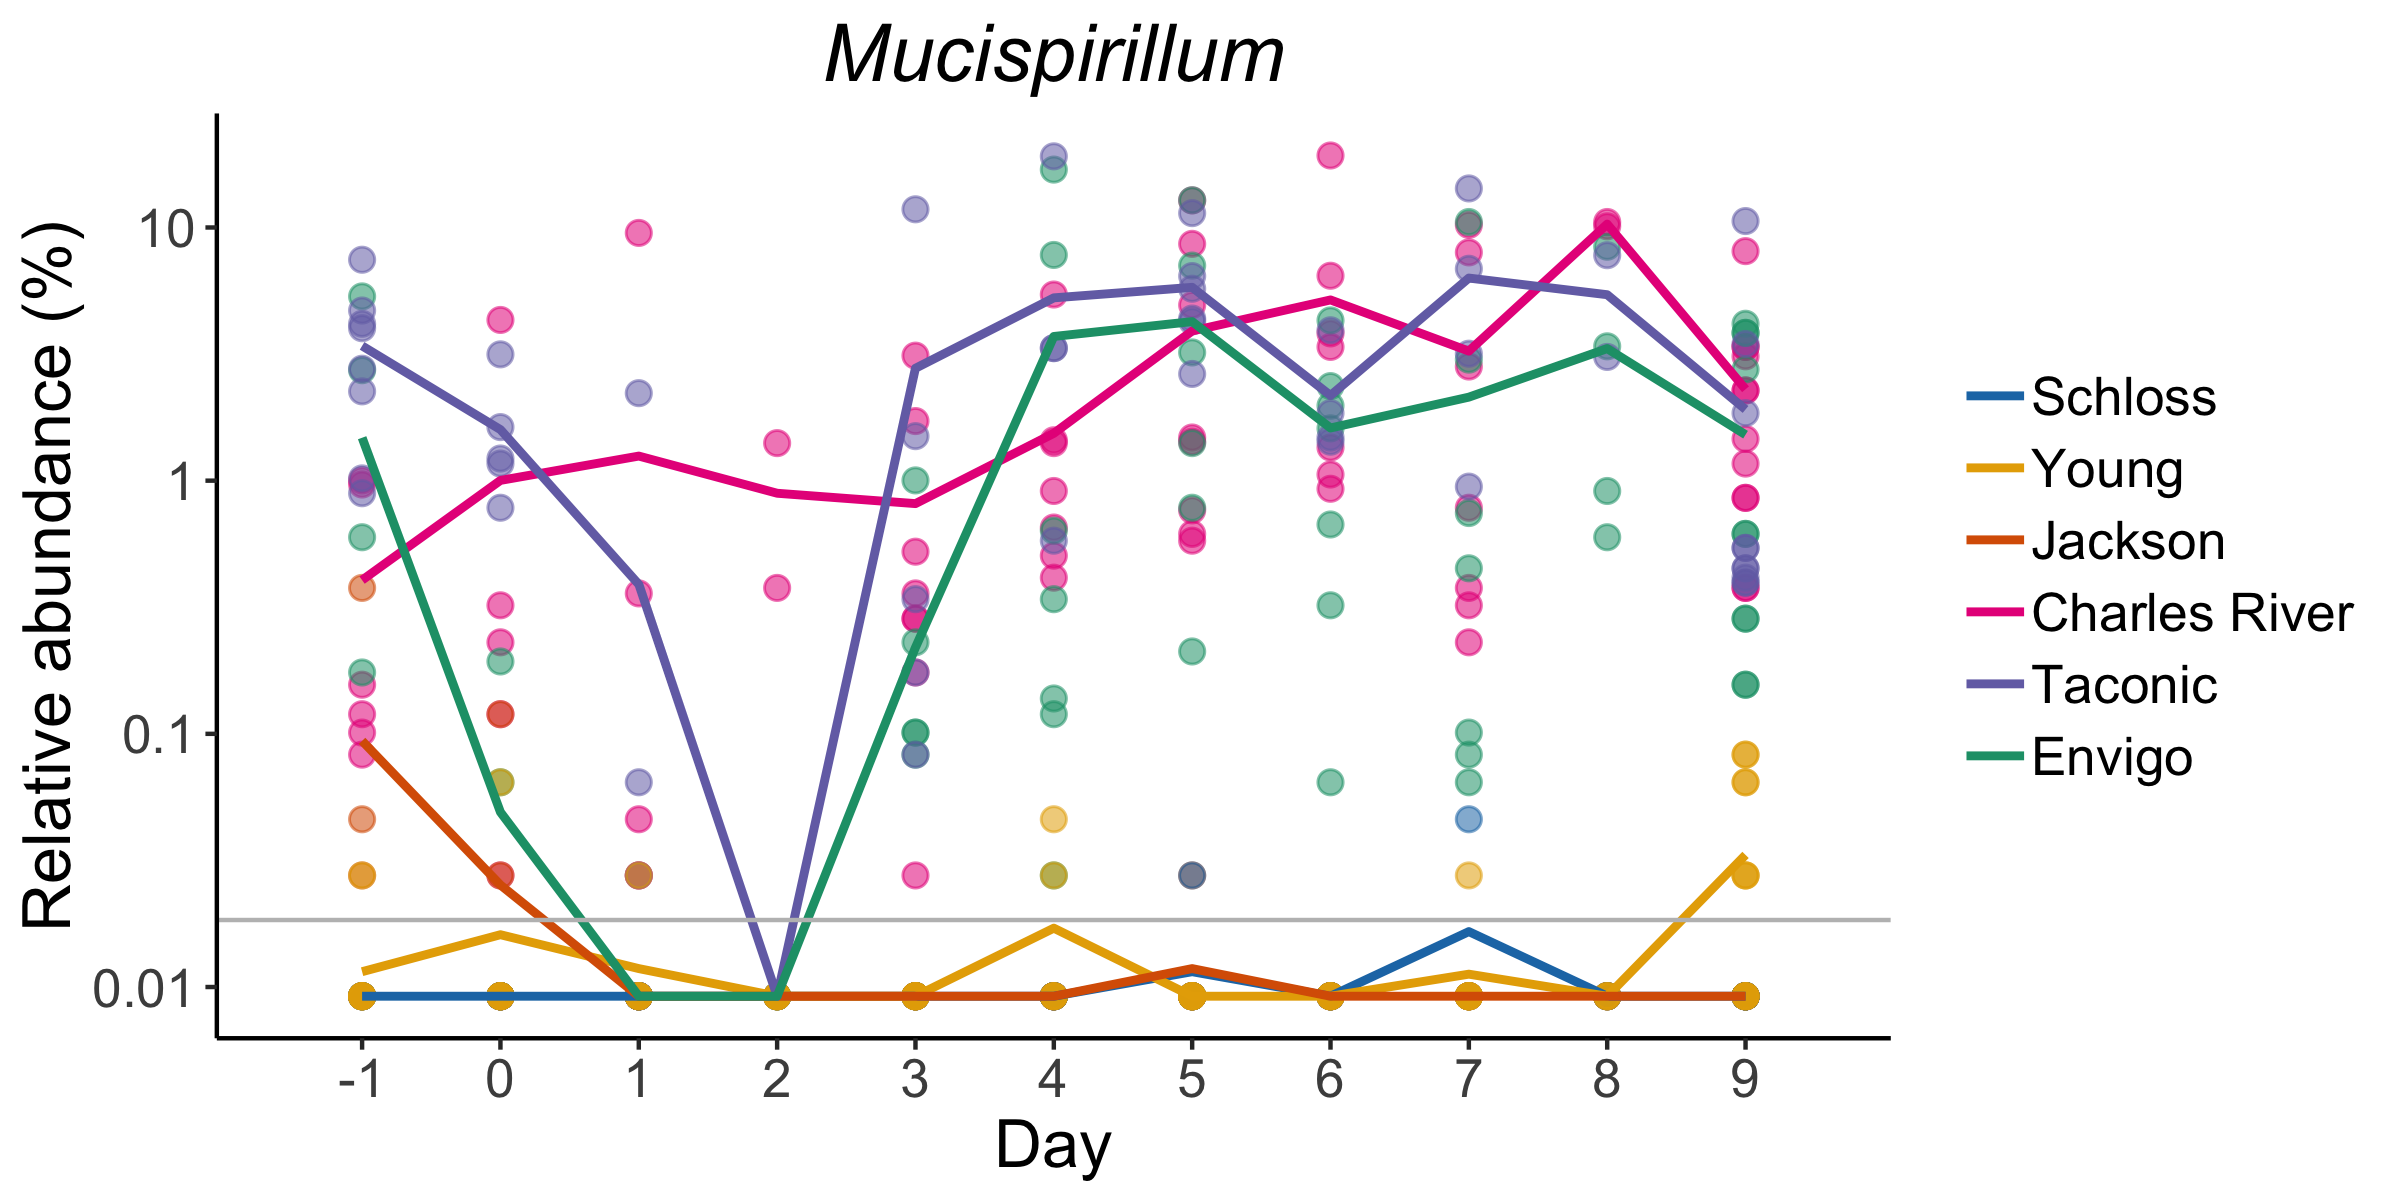 Mucispirillum
Relative abundance (%)
10
1
0.1
0.01
-1 0 1 2 3 4 5 6 7 8 9
Day
Schloss
Young
Jackson
Charles River
Taconic
Envigo